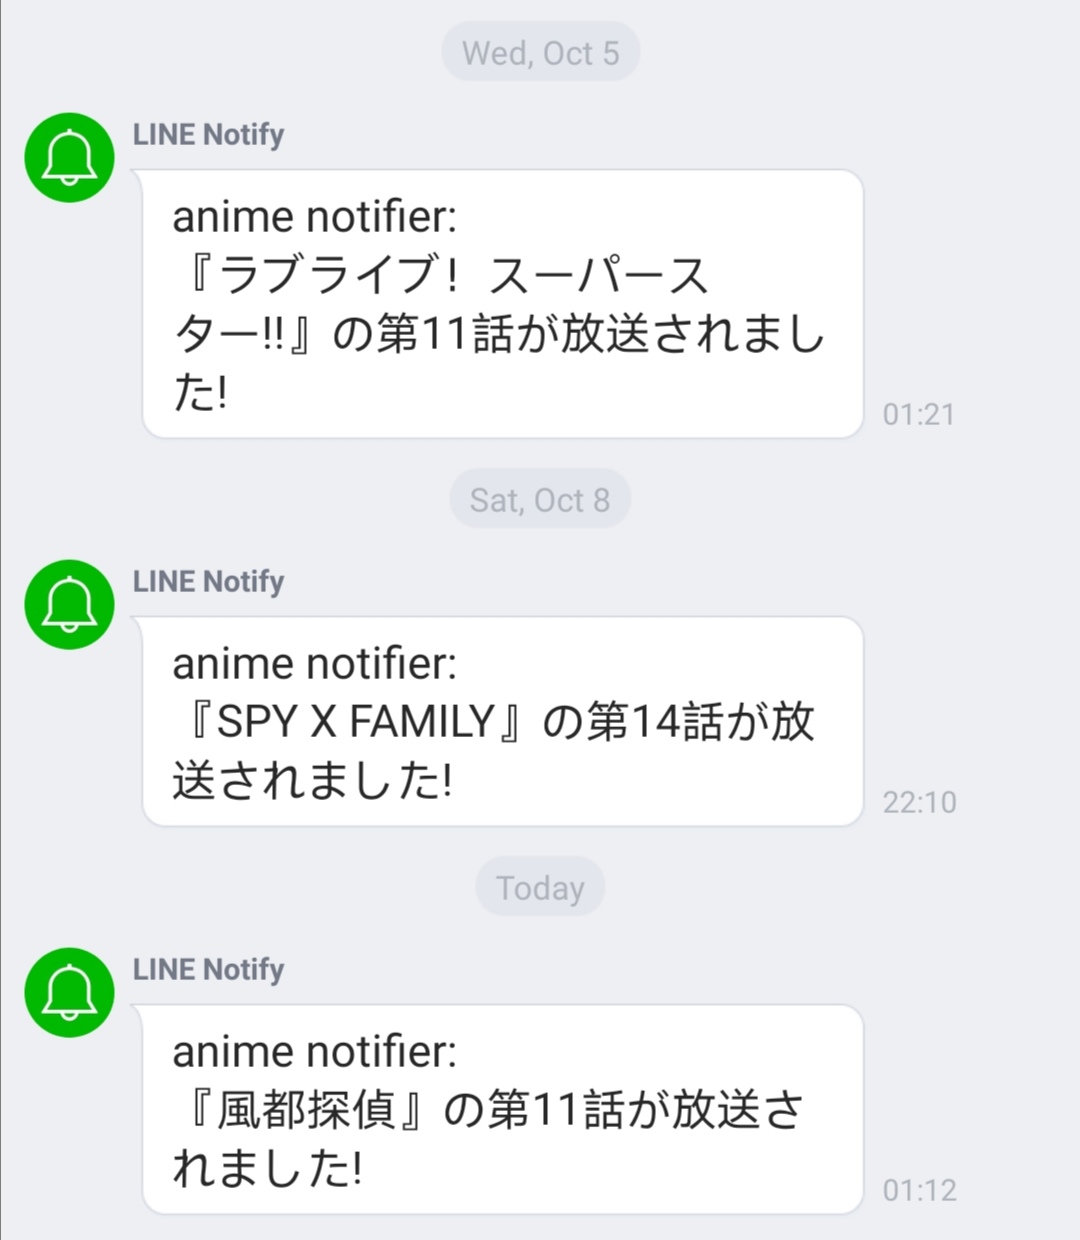 Wed, Oct 5
LINE Notify
anime notifier:
『ラブライブ！スーパース
ター!!』の第11話が放送されまし
た!
01:21
Sat, Oct 8
LINE Notify
anime notifier:
『SPY X FAMILY』の第14話が放
送されました!
22:10
Today
LINE Notify
anime notifier:
『風都探偵』の第11話が放送さ
れました!
01:12